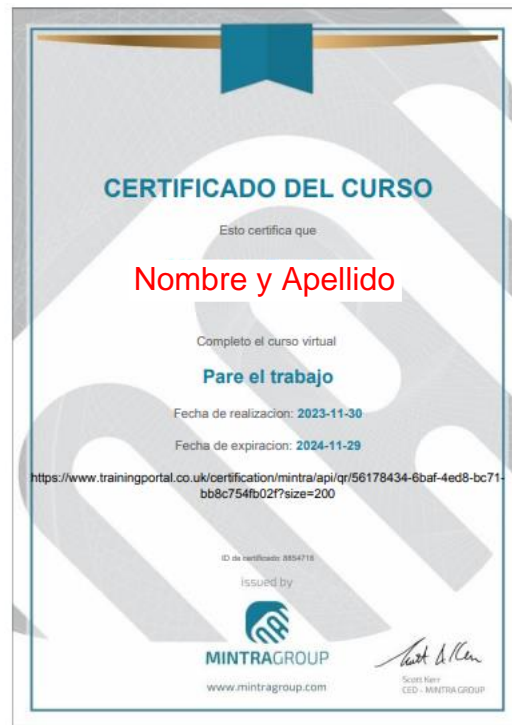 CERTIFICADO DEL CURSO
Esto certifica que
Nombre y Apellido
Completo el curso virtual
Pare el trabajo
Fecha de realizacion: 2023-11-30
Fecha de expiracion: 2024-11-29
https://www.trainingportal.co.uk/certification/mintra/api/qr/56178434-6baf-4ed8-bc71-
bb8c754fb02f?size=200
ID de certificado: 8854718
issued by
MINTRAGROUP
www.mintragroup.com
Scott Kerr
CEO - MINTRA GROUP